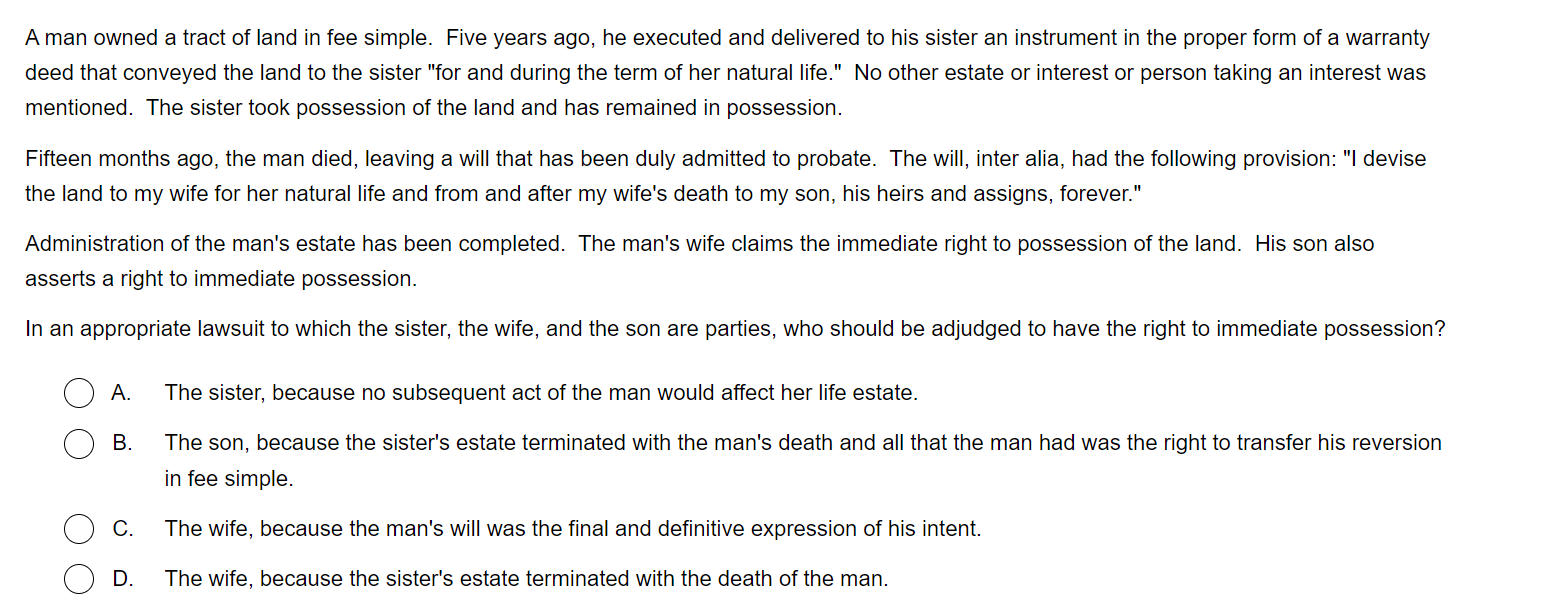 A man owned a tract of land in fee simple.  Five years ago, he executed and delivered to his sister an instrument in the proper form of a warranty
deed that conveyed the land to the sister "for and during the term of her natural life."  No other estate or interest or person taking an interest was
mentioned.  The sister took possession of the land and has remained in possession.
Fifteen months ago, the man died, leaving a will that has been duly admitted to probate.  The will, inter alia, had the following provision: "I devise
the land to my wife for her natural life and from and after my wife's death to my son, his heirs and assigns, forever."
Administration of the man's estate has been completed.  The man's wife claims the immediate right to possession of the land.  His son also
asserts a right to immediate possession.
In an appropriate lawsuit to which the sister, the wife, and the son are parties, who should be adjudged to have the right to immediate possession?
A. The sister, because no subsequent act of the man would affect her life estate.
B. The son, because the sister's estate terminated with the man's death and all that the man had was the right to transfer his reversion
in fee simple.
C. The wife, because the man's will was the final and definitive expression of his intent.
D. The wife, because the sister's estate terminated with the death of the man.